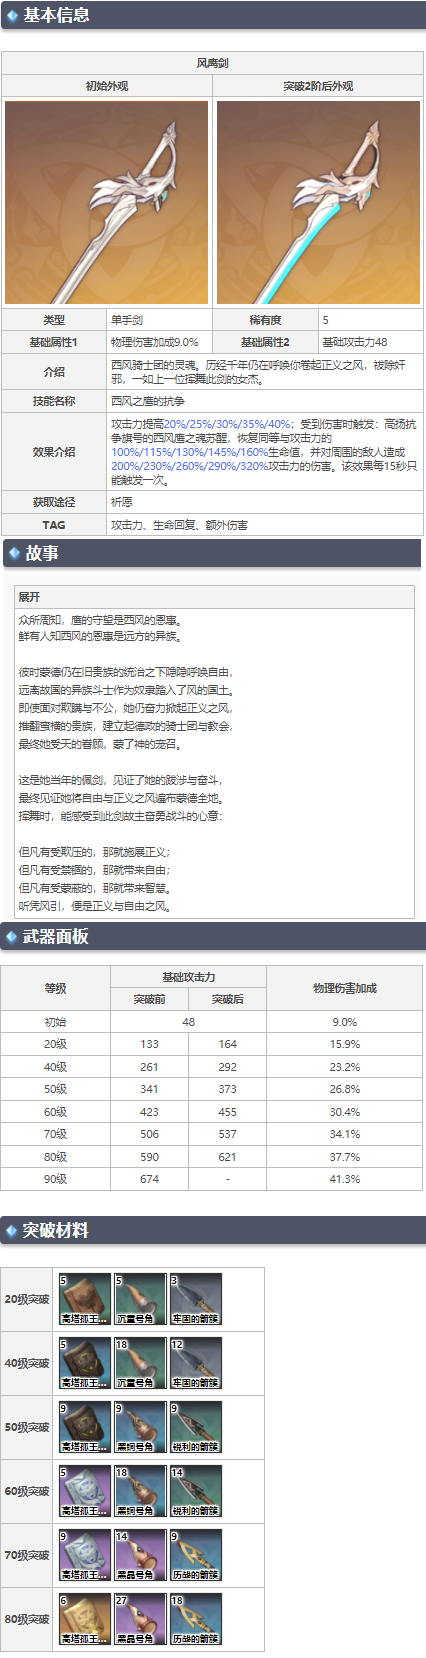 基本信息
风鹰剑
初始外观 突破2阶后外观
类型 单手剑 稀有度 5
基础属性1 物理伤害加成9.0% 基础属性2 基础攻击力48
介绍 西风骑士团的灵魂。历经千年仍在呼唤你卷起正义之风，祓除奸
邪，一如上一位挥舞此剑的女杰。
技能名称 西风之鹰的抗争
效果介绍 攻击力提高20%/25%/30%/35%/40%；受到伤害时触发：高扬抗
争旗号的西风鹰之魂苏醒，恢复同等与攻击力的
100%/115%/130%/145%/160%生命值，并对周围的敌人造成
200%/230%/260%/290%/320%攻击力的伤害。该效果每15秒只
能触发一次。
获取途径 祈愿
TAG 攻击力、生命回复、额外伤害
故事
展开
众所周知，鹰的守望是西风的恩惠。
鲜有人知西风的恩惠是远方的异族。
彼时蒙德仍在旧贵族的统治之下隐隐呼唤自由，
远离故国的异族斗士作为奴隶踏入了风的国土。
即使面对欺瞒与不公，她仍奋力掀起正义之风，
推翻蛮横的贵族，建立起德政的骑士团与教会，
最终她受天的眷顾，蒙了神的宠召。
这是她当年的佩剑，见证了她的跋涉与奋斗，
最终见证她将自由与正义之风遍布蒙德全地。
挥舞时，能感受到此剑故主奋勇战斗的心意：
但凡有受欺压的，那就施展正义；
但凡有受禁锢的，那就带来自由；
但凡有受蒙蔽的，那就带来智慧。
听凭风引，便是正义与自由之风。
武器面板
等级 基础攻击力 物理伤害加成
突破前 突破后
初始 48 9.0%
20级 133 164 15.9%
40级 261 292 23.2%
50级 341 373 26.8%
60级 423 455 30.4%
70级 506 537 34.1%
80级 590 621 37.7%
90级 674 - 41.3%
突破材料
5 5 3
20级突破
高塔孤王... 沉重号角 牢固的箭簇
5 18 12
40级突破
高塔孤王... 沉重号角 牢固的箭簇
9 9 9
50级突破
高塔孤王... 黑铜号角 锐利的箭簇
5 18 14
60级突破
高塔孤王... 黑铜号角 锐利的箭簇
9 14 9
70级突破
高塔孤王... 黑晶号角 历战的箭簇
6 27 18
80级突破
高塔孤王... 黑晶号角 历战的箭簇